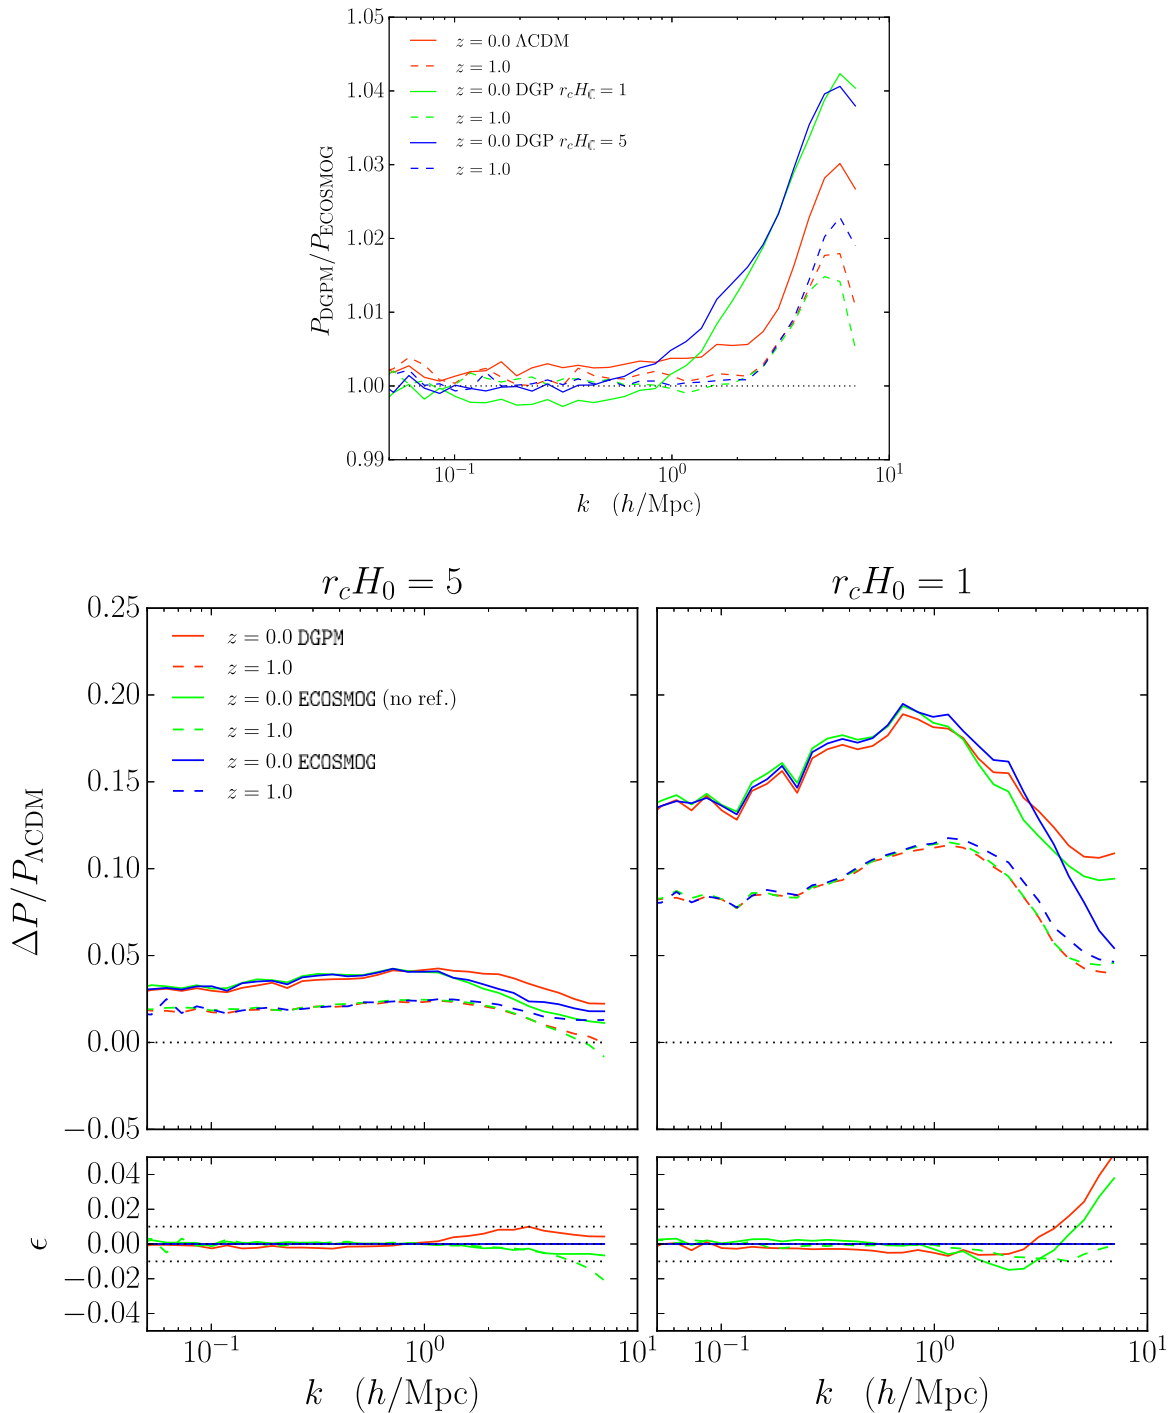 1.05
1.04
1.03
1.02
1.01
1.00
0.99
P_DGPM/P_ECOSMOG
z = 0.0 ΛCDM
z = 1.0
z = 0.0 DGP r_cH_0 = 1
z = 1.0
z = 0.0 DGP r_cH_0 = 5
z = 1.0
10^−1 10^0 10^1
k (h/Mpc)
r_cH_0 = 5 r_cH_0 = 1
0.25
0.20
0.15
0.10
0.05
0.00
−0.05
ΔP/P_ΛCDM
z = 0.0 DGPM
z = 1.0
z = 0.0 ECOSMOG (no ref.)
z = 1.0
z = 0.0 ECOSMOG
z = 1.0
0.04
0.02
0.00
−0.02
−0.04
ϵ
10^−1 10^0 10^1 10^−1 10^0 10^1
k (h/Mpc) k (h/Mpc)